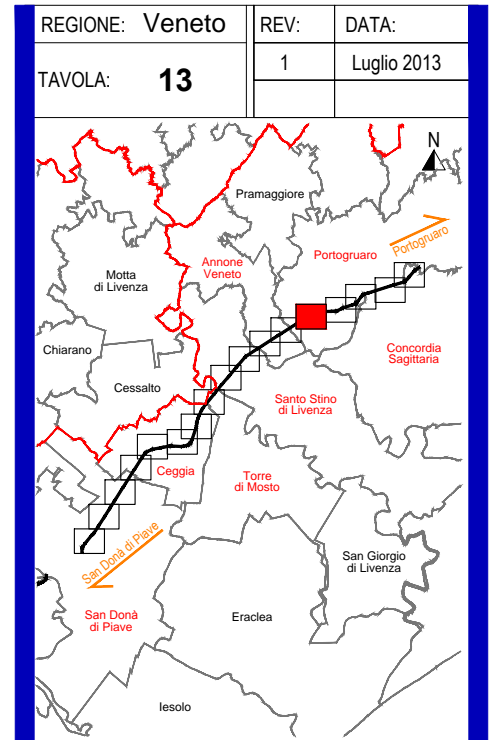 REGIONE: Veneto
REV:
DATA:
TAVOLA: 13
1
Luglio 2013
N
Pramaggiore
Portogruaro
Annone
Veneto
Portogruaro
Motta
di Livenza
Chiarano
Concordia
Sagittaria
Cessalto
Santo Stino
di Livenza
Ceggia
Torre
di Mosto
San Donà di Piave
San Giorgio
di Livenza
San Donà
di Piave
Eraclea
Iesolo